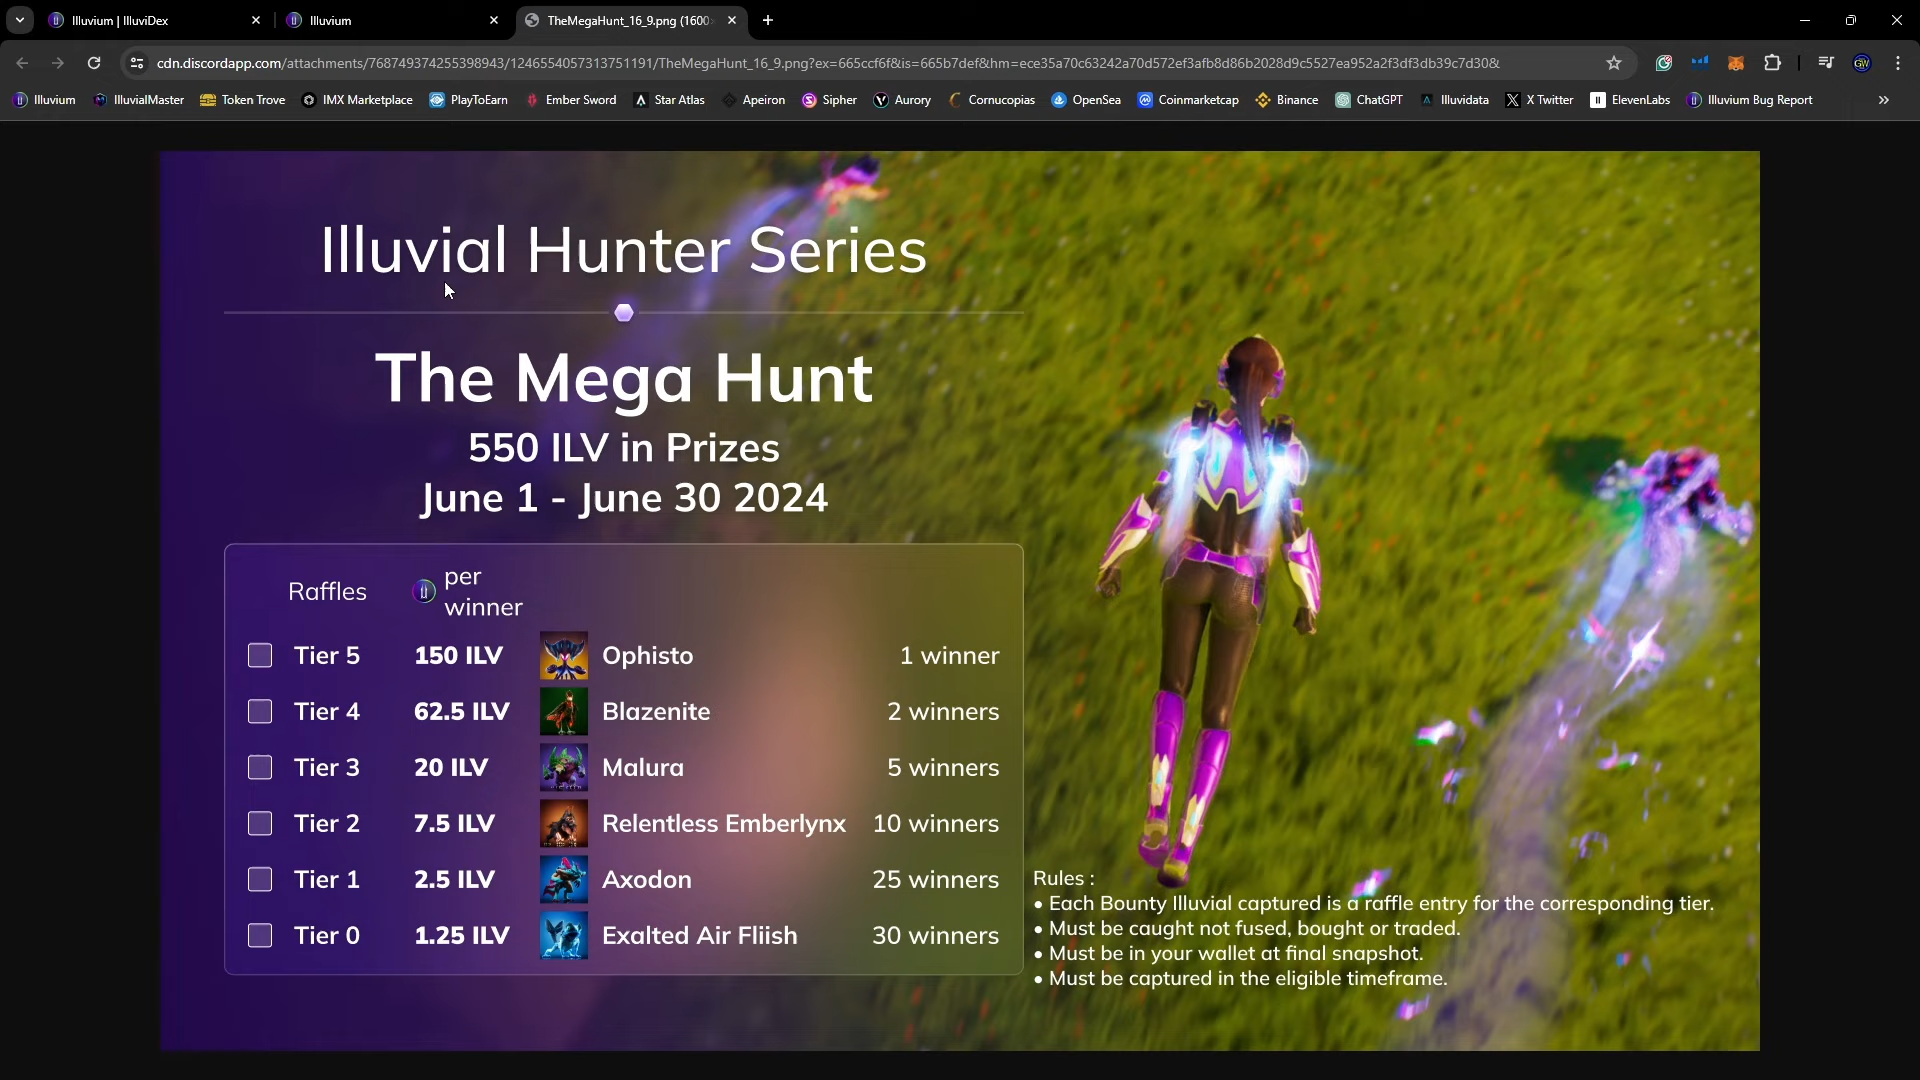 Illuvium | IlluviDex
Illuvium
TheMegaHunt_16_9.png (1600
cdn.discordapp.com/attachments/768749374255398943/1246554057313751191/TheMegaHunt_16_9.png?ex=665ccf6f&is=665b7def&hm=ece35a70c63242a70d572ef3afb8d86b2028d9c5527ea952a2f3df3db39c7d30&
Illuvium IlluvialMaster Token Trove IMX Marketplace PlayToEarn Ember Sword Star Atlas Apeiron Sipher Aurory Cornucopias OpenSea Coinmarketcap Binance ChatGPT Illuvidata X Twitter ElevenLabs Illuvium Bug Report
Illuvial Hunter Series
The Mega Hunt
550 ILV in Prizes
June 1 - June 30 2024
Raffles per winner
Tier 5 150 ILV Ophisto 1 winner
Tier 4 62.5 ILV Blazenite 2 winners
Tier 3 20 ILV Malura 5 winners
Tier 2 7.5 ILV Relentless Emberlynx 10 winners
Tier 1 2.5 ILV Axodon 25 winners
Tier 0 1.25 ILV Exalted Air Fliish 30 winners
Rules :
• Each Bounty Illuvial captured is a raffle entry for the corresponding tier.
• Must be caught not fused, bought or traded.
• Must be in your wallet at final snapshot.
• Must be captured in the eligible timeframe.